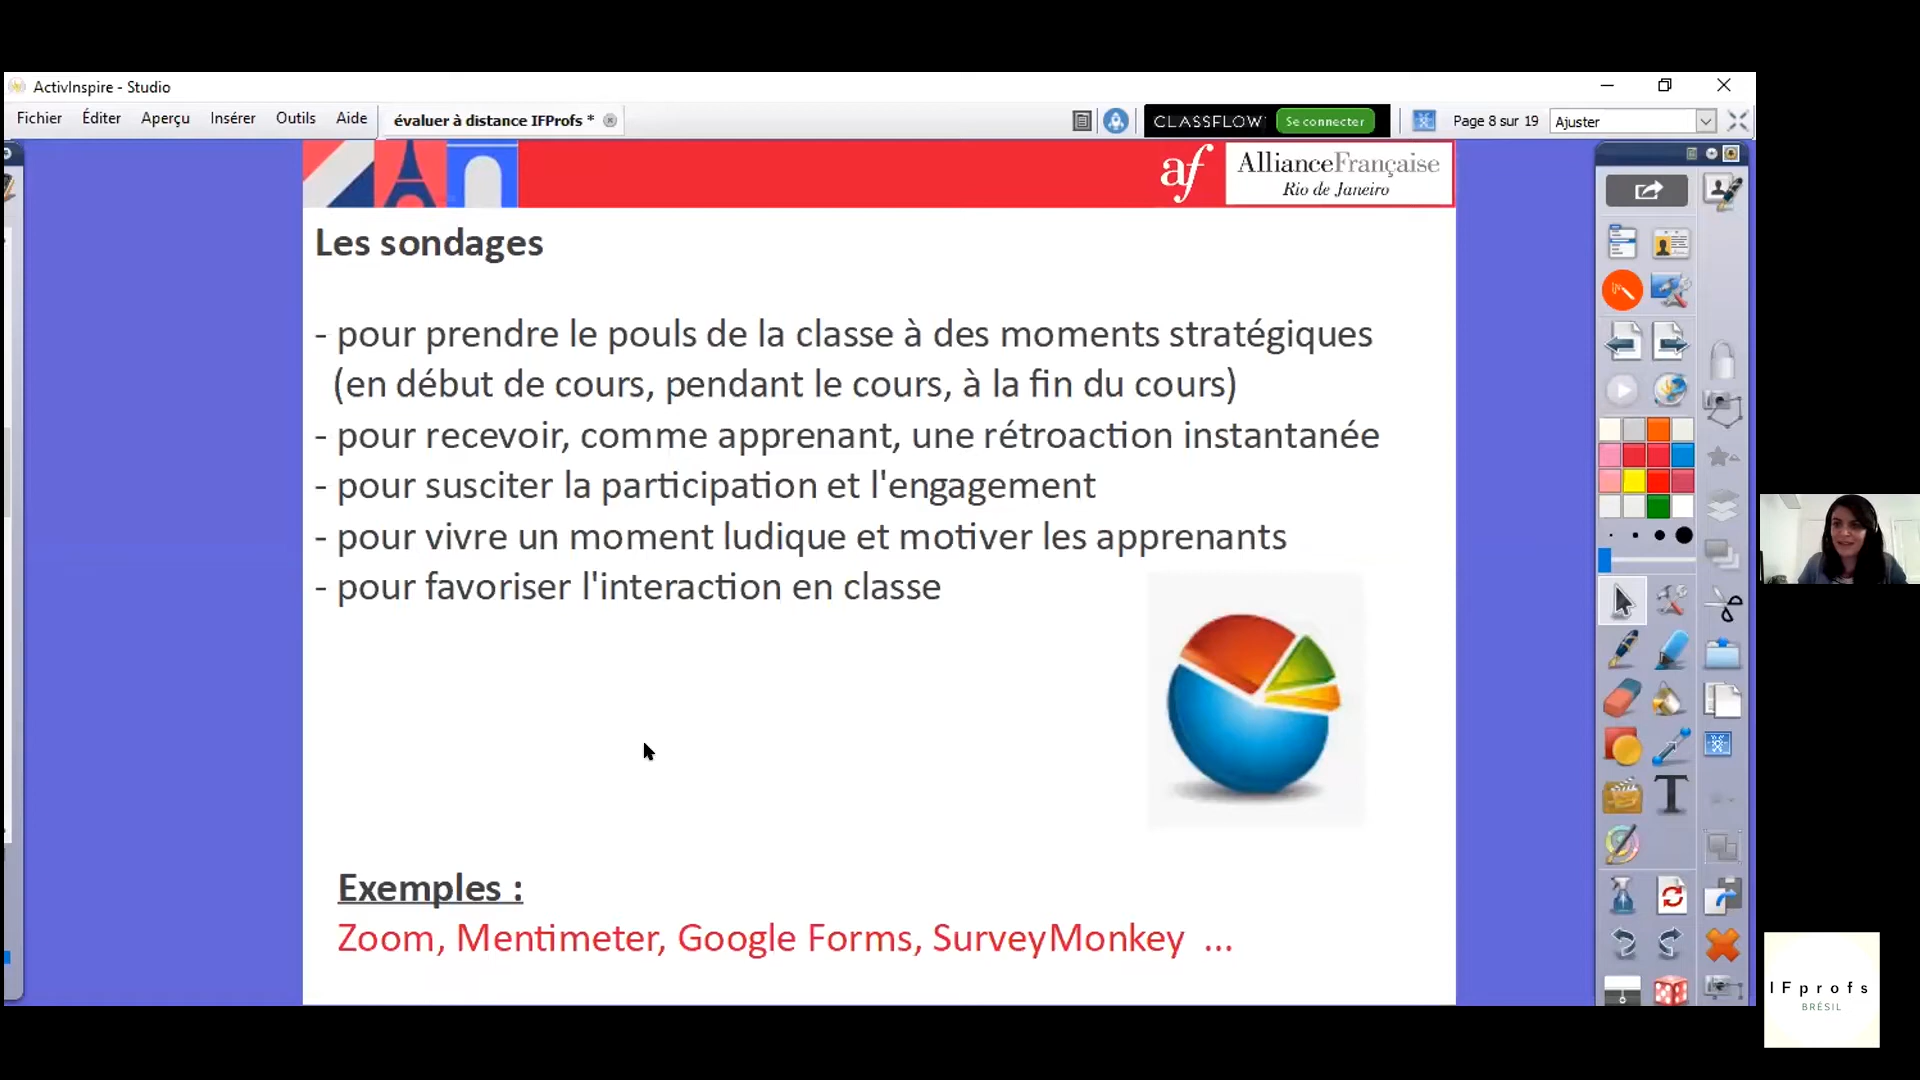 ActivInspire - Studio
Fichier Éditer Aperçu Insérer Outils Aide
évaluer à distance IFProfs *
CLASSFLOW Se connecter
Page 8 sur 19
Ajuster
af
AllianceFrançaise
Rio de Janeiro
Les sondages
- pour prendre le pouls de la classe à des moments stratégiques
(en début de cours, pendant le cours, à la fin du cours)
- pour recevoir, comme apprenant, une rétroaction instantanée
- pour susciter la participation et l'engagement
- pour vivre un moment ludique et motiver les apprenants
- pour favoriser l'interaction en classe
Exemples :
Zoom, Mentimeter, Google Forms, SurveyMonkey ...
T
IFprofs
BRÉSIL